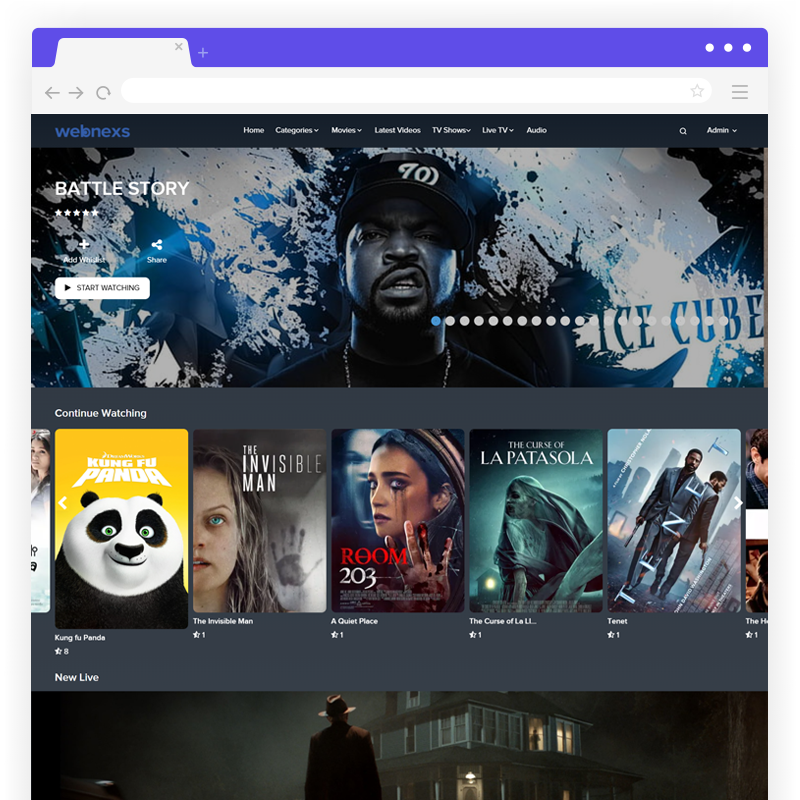 webnexs
Home Categories Movies Latest Videos TV Shows Live TV Audio Admin
BATTLE STORY
Add Whislist Share
START WATCHING
ICE CUBE
Continue Watching
DREAMWORKS
KUNG FU
PANDA
THE
INVISIBLE
MAN
ROOM
203
THE CURSE OF
LA PATASOLA
TENET
Kung fu Panda
8
The Invisible Man
1
A Quiet Place
1
The Curse of La Ll...
1
Tenet
1
The He
1
New Live